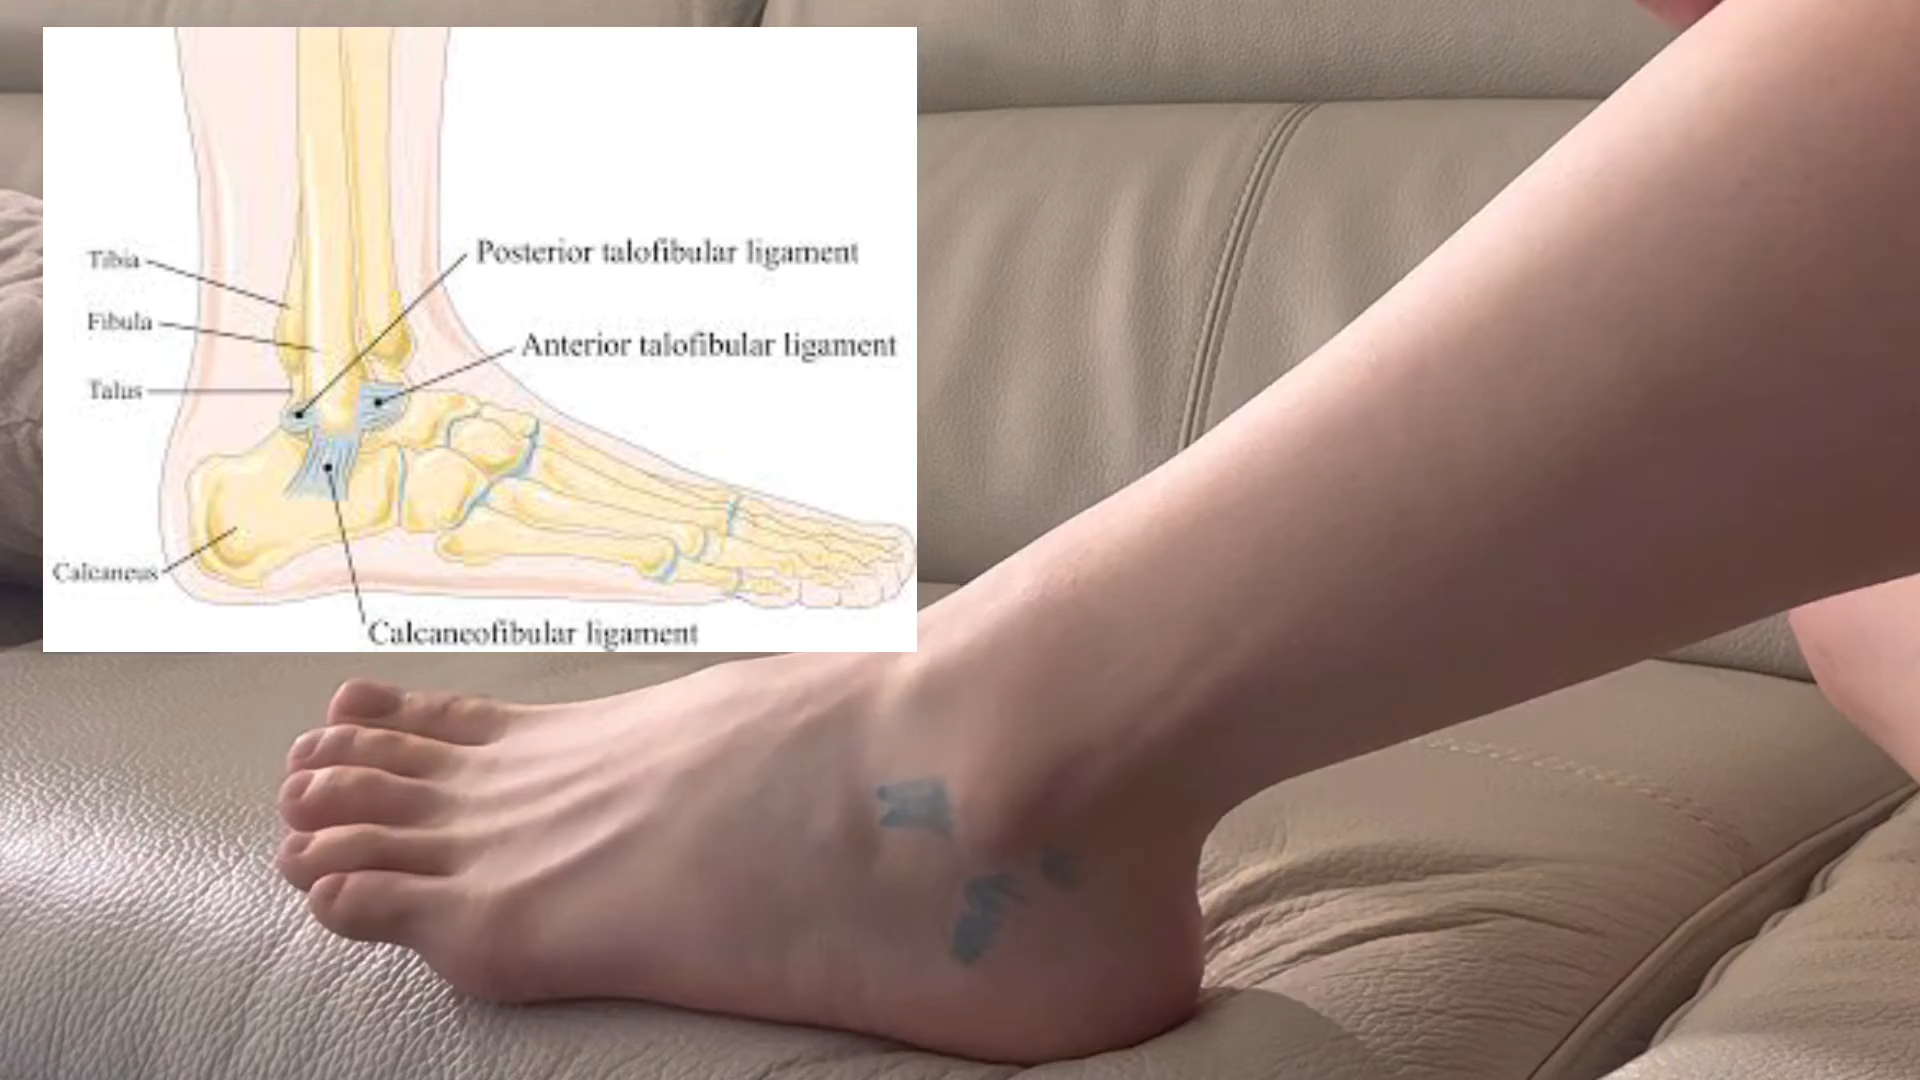 Posterior talofibular ligament
Tibia
Fibula
Anterior talofibular ligament
Talus
Calcaneus
Calcaneofibular ligament